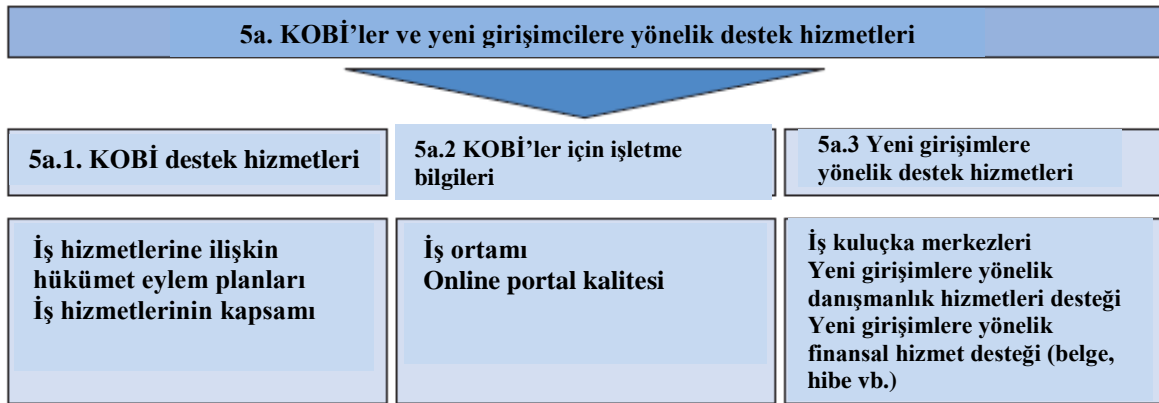 5a. KOBİ’ler ve yeni girişimcilere yönelik destek hizmetleri
5a.1. KOBİ destek hizmetleri
5a.2 KOBİ’ler için işletme
bilgileri
5a.3 Yeni girişimlere
yönelik destek hizmetleri
İş hizmetlerine ilişkin
hükümet eylem planları
İş hizmetlerinin kapsamı
İş ortamı
Online portal kalitesi
İş kuluçka merkezleri
Yeni girişimlere yönelik
danışmanlık hizmetleri desteği
Yeni girişimlere yönelik
finansal hizmet desteği (belge,
hibe vb.)